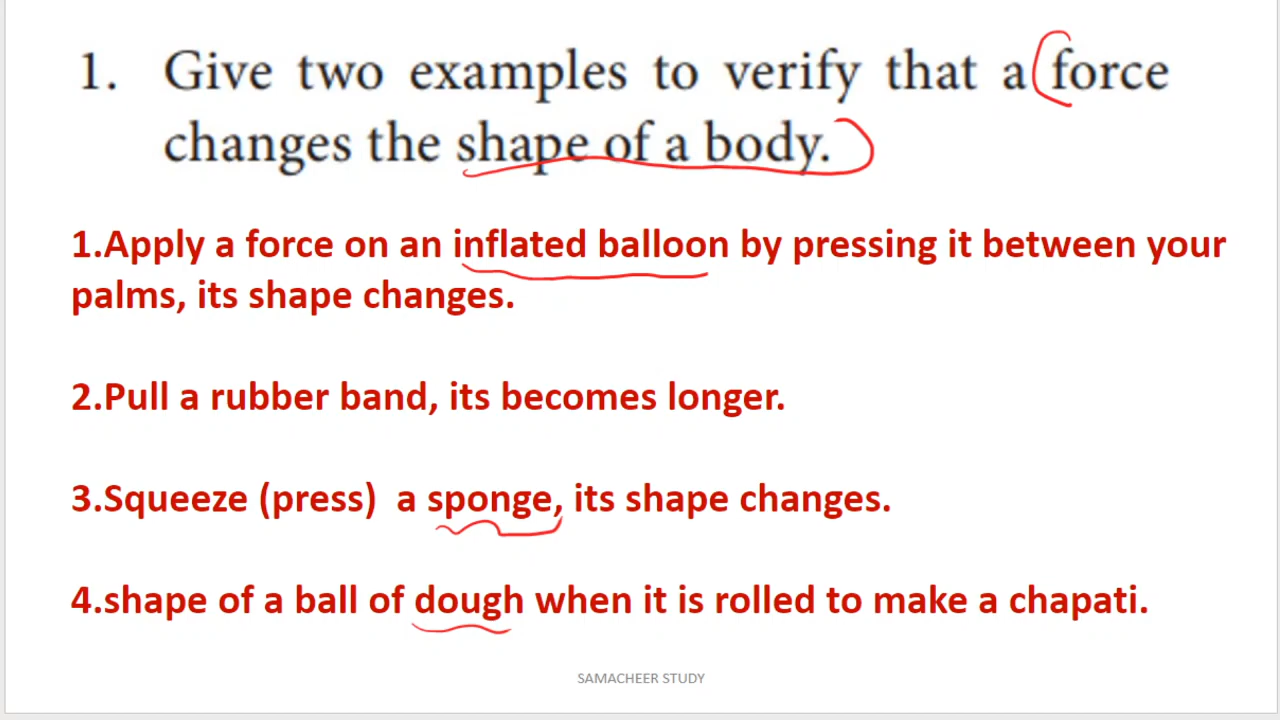 1. Give two examples to verify that a force
changes the shape of a body.
1.Apply a force on an inflated balloon by pressing it between your
palms, its shape changes.
2.Pull a rubber band, its becomes longer.
3.Squeeze (press) a sponge, its shape changes.
4.shape of a ball of dough when it is rolled to make a chapati.
SAMACHEER STUDY